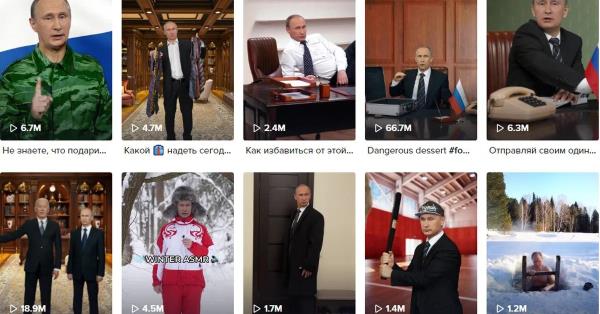 6.7M
4.7M
2.4M
66.7M
6.3M
Не знаете, что подари...
Какой 👔 надеть сегод...
Как избавиться от этой...
Dangerous dessert #fo...
Отправляй своим один...
18.9M
WINTER ASMR
4.5M
1.7M
1.4M
1.2M